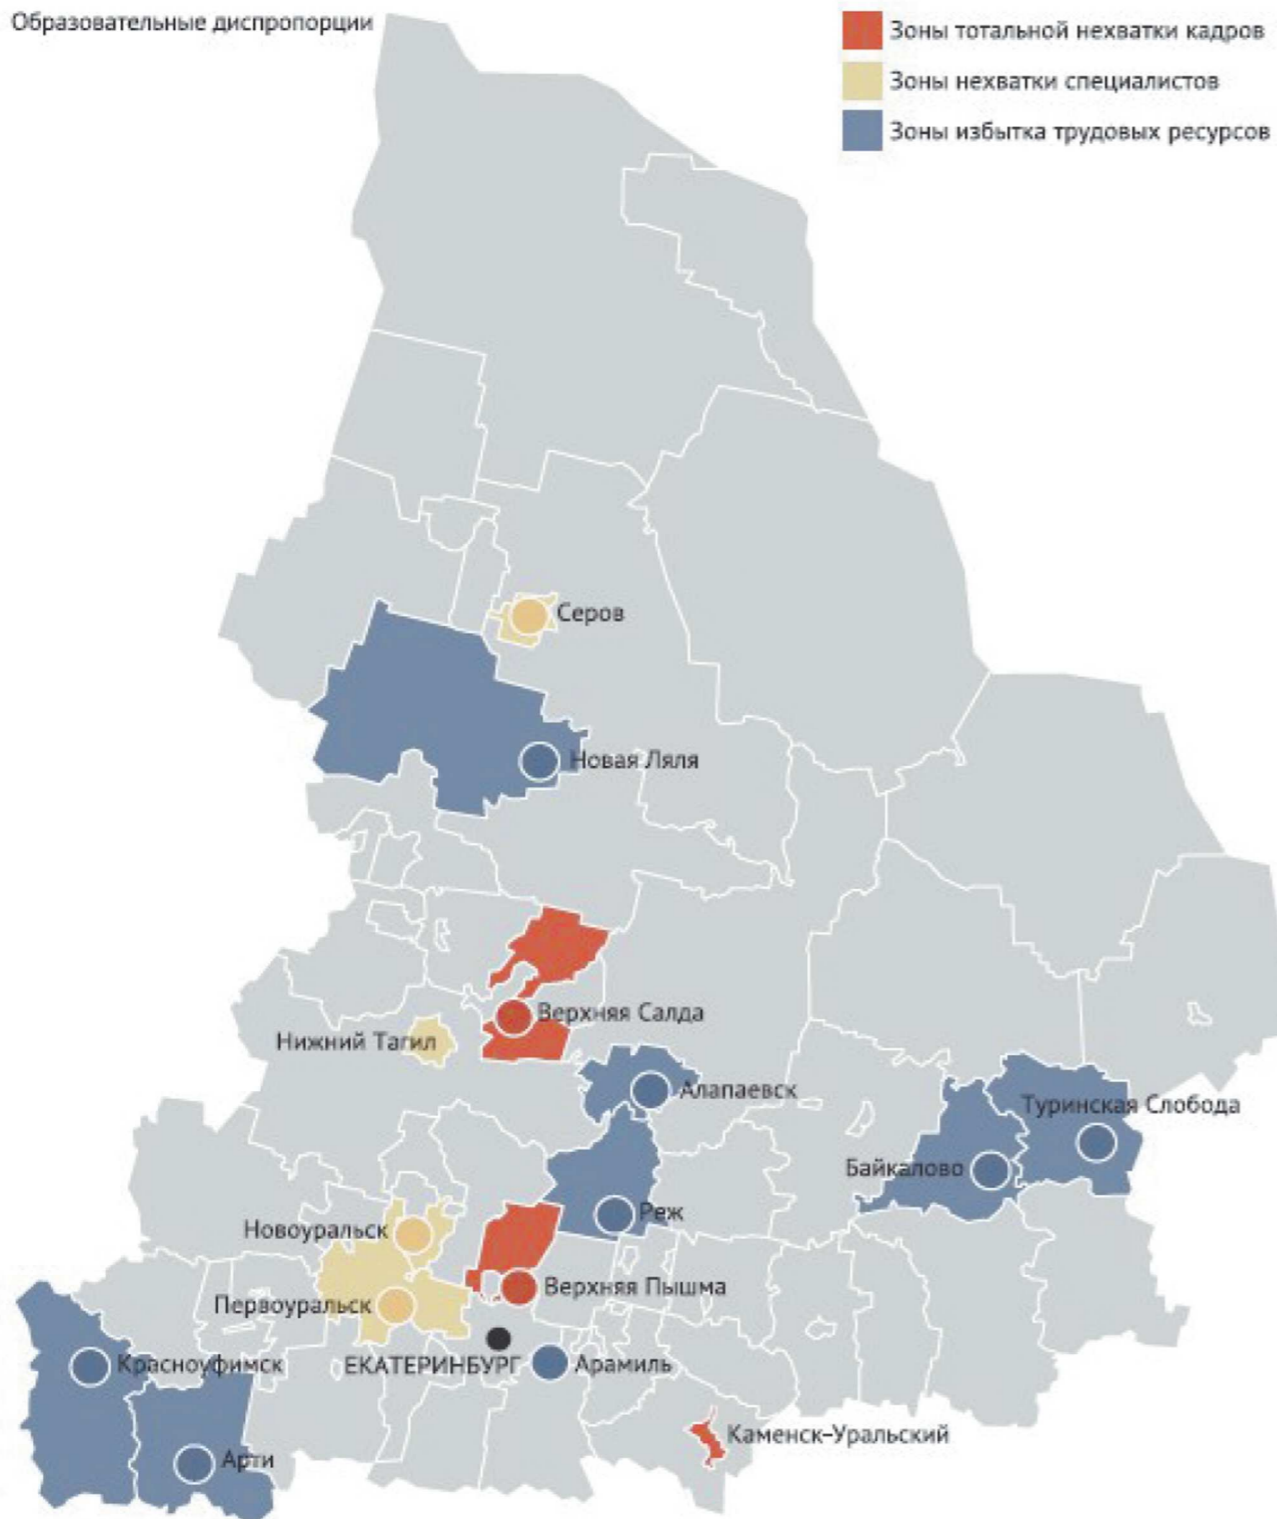 Образовательные диспропорции
Зоны тотальной нехватки кадров
Зоны нехватки специалистов
Зоны избытка трудовых ресурсов
Серов
Новая Ляля
Верхняя Салда
Нижний Тагил
Алапаевск
Туринская Слобода
Байкалово
Реж
Новоуральск
Верхняя Пышма
Первоуральск
ЕКАТЕРИНБУРГ
Арамиль
Красноуфимск
Каменск-Уральский
Арти